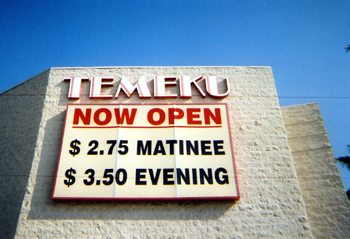 TEMEKU
NOW OPEN
$ 2.75 MATINEE
$ 3.50 EVENING